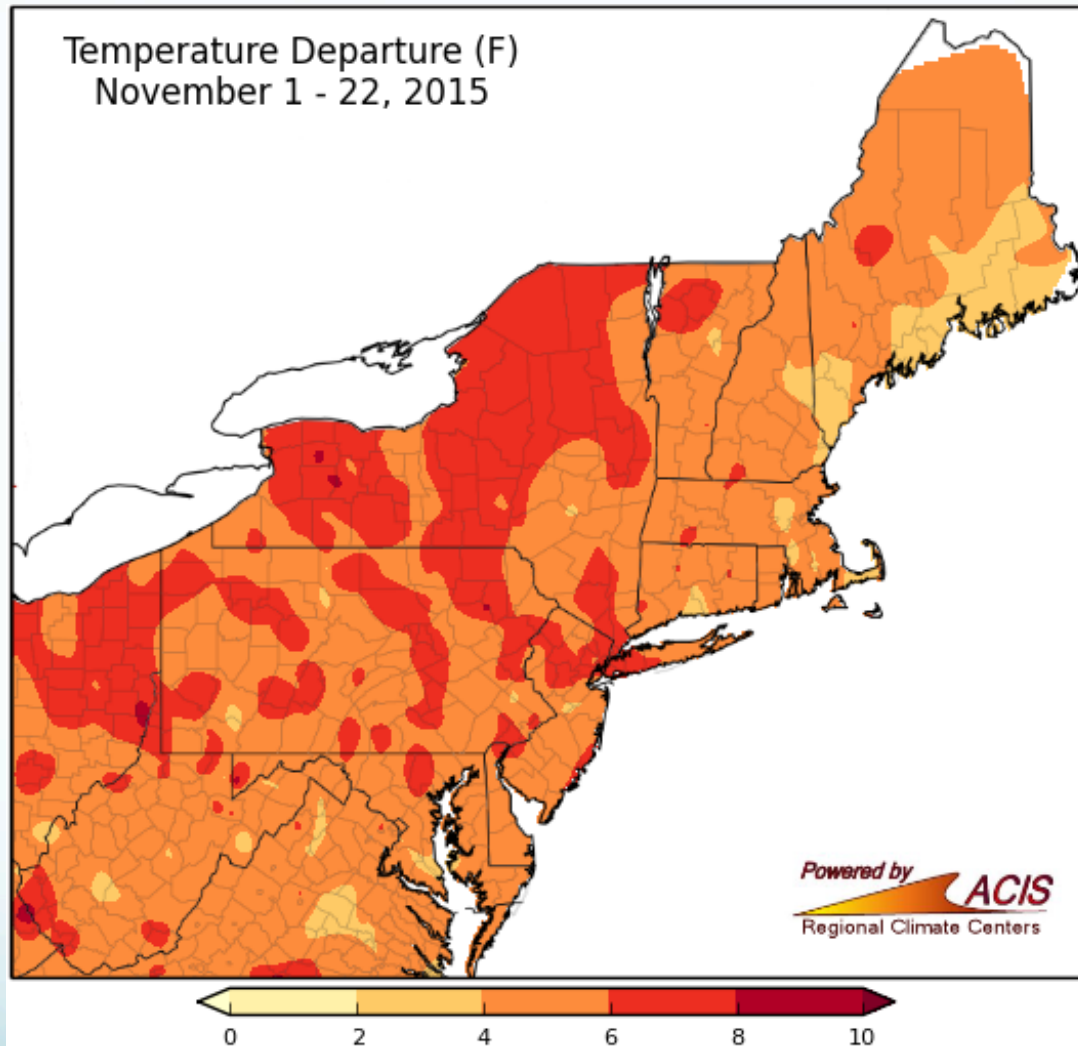 Temperature Departure (F)
November 1 - 22, 2015
Powered by
ACIS
Regional Climate Centers
0 2 4 6 8 10